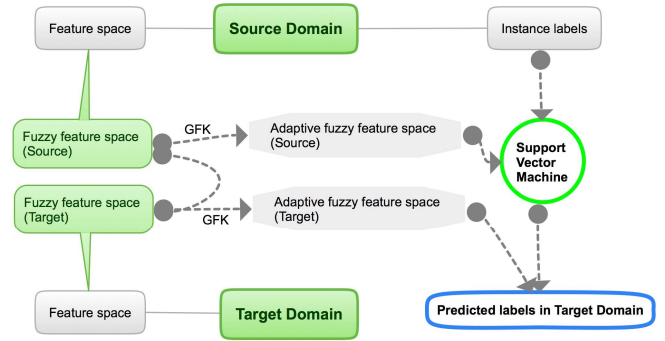 Feature space
Source Domain
Instance labels
Fuzzy feature space
(Source)
GFK
Adaptive fuzzy feature space
(Source)
Support
Vector
Machine
Fuzzy feature space
(Target)
GFK
Adaptive fuzzy feature space
(Target)
Feature space
Target Domain
Predicted labels in Target Domain